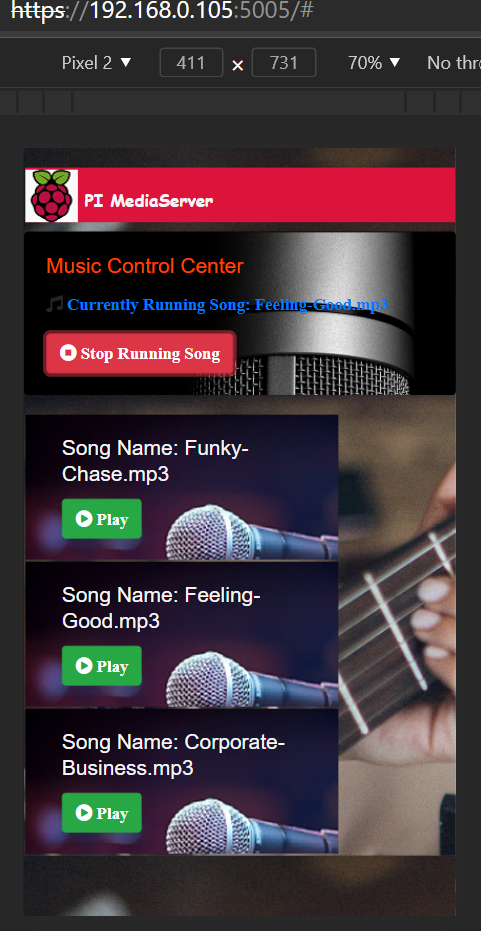 https://192.168.0.105:5005/#
Pixel 2 ▼ 411 × 731 70% ▼ No thr
PI MediaServer
Music Control Center
Currently Running Song: Feeling-Good.mp3
Stop Running Song
Song Name: Funky-
Chase.mp3
Play
Song Name: Feeling-
Good.mp3
Play
Song Name: Corporate-
Business.mp3
Play